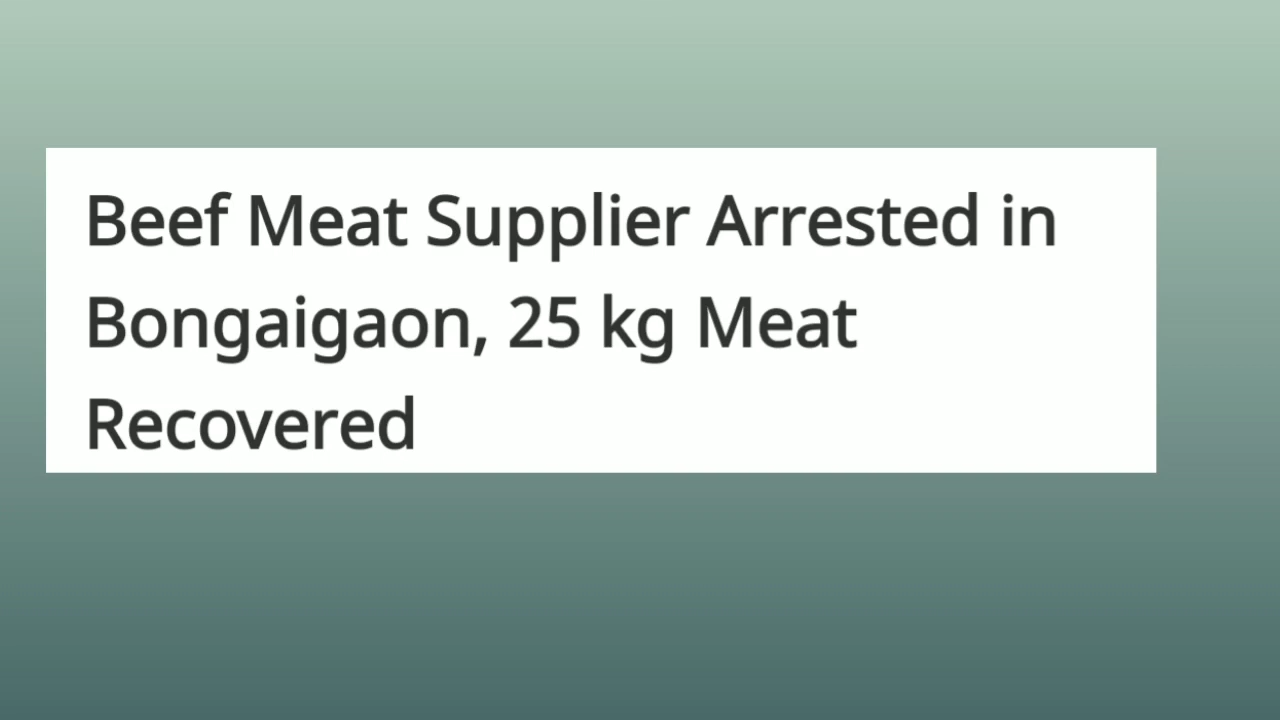 Beef Meat Supplier Arrested in
Bongaigaon, 25 kg Meat
Recovered